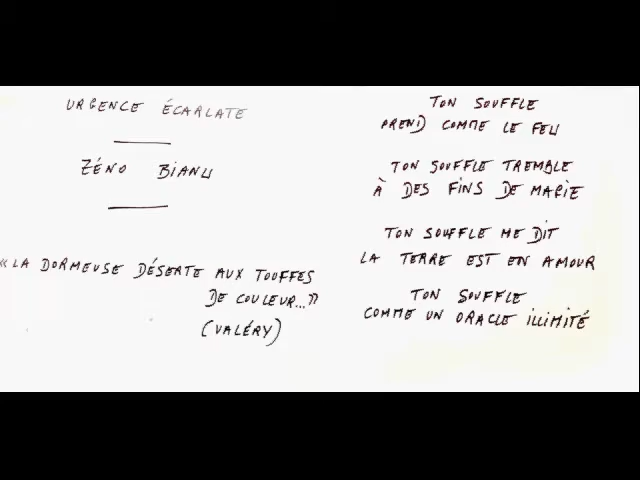 URGENCE ÉCARLATE
ZÉNO BIANU
« LA DORMEUSE DÉSERTE AUX TOUFFES
DE COULEUR... »
(VALÉRY)
TON SOUFFLE
PREND COMME LE FEU
TON SOUFFLE TREMBLE
À DES FINS DE MAGIE
TON SOUFFLE ME DIT
LA TERRE EST EN AMOUR
TON SOUFFLE
COMME UN ORACLE ILLIMITÉ